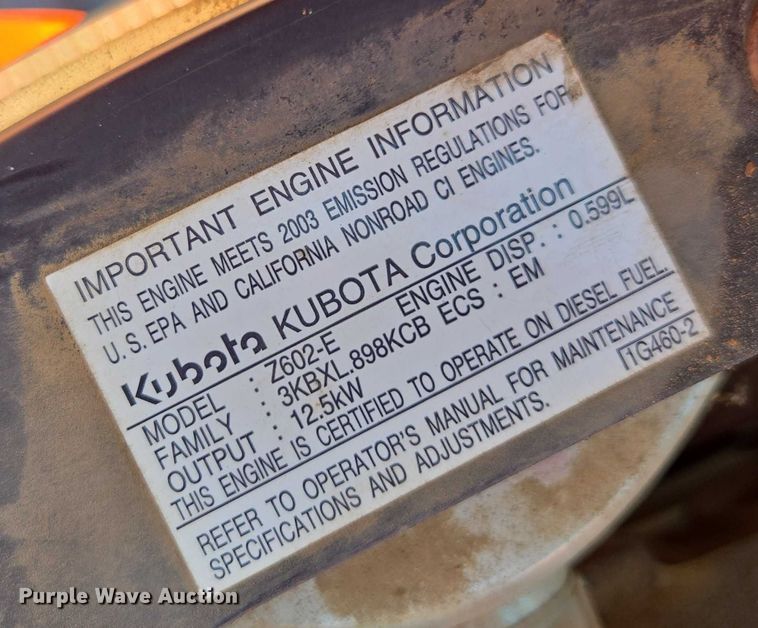 IMPORTANT ENGINE INFORMATION
THIS ENGINE MEETS 2003 EMISSION REGULATIONS FOR
U.S. EPA AND CALIFORNIA NONROAD CI ENGINES.
Kubota KUBOTA Corporation
MODEL : Z602-E ENGINE DISP. : 0.599L
FAMILY : 3KBXL.898KCB ECS : EM
OUTPUT : 12.5kW
THIS ENGINE IS CERTIFIED TO OPERATE ON DIESEL FUEL.
REFER TO OPERATOR'S MANUAL FOR MAINTENANCE
SPECIFICATIONS AND ADJUSTMENTS.
1G460-2
Purple Wave Auction